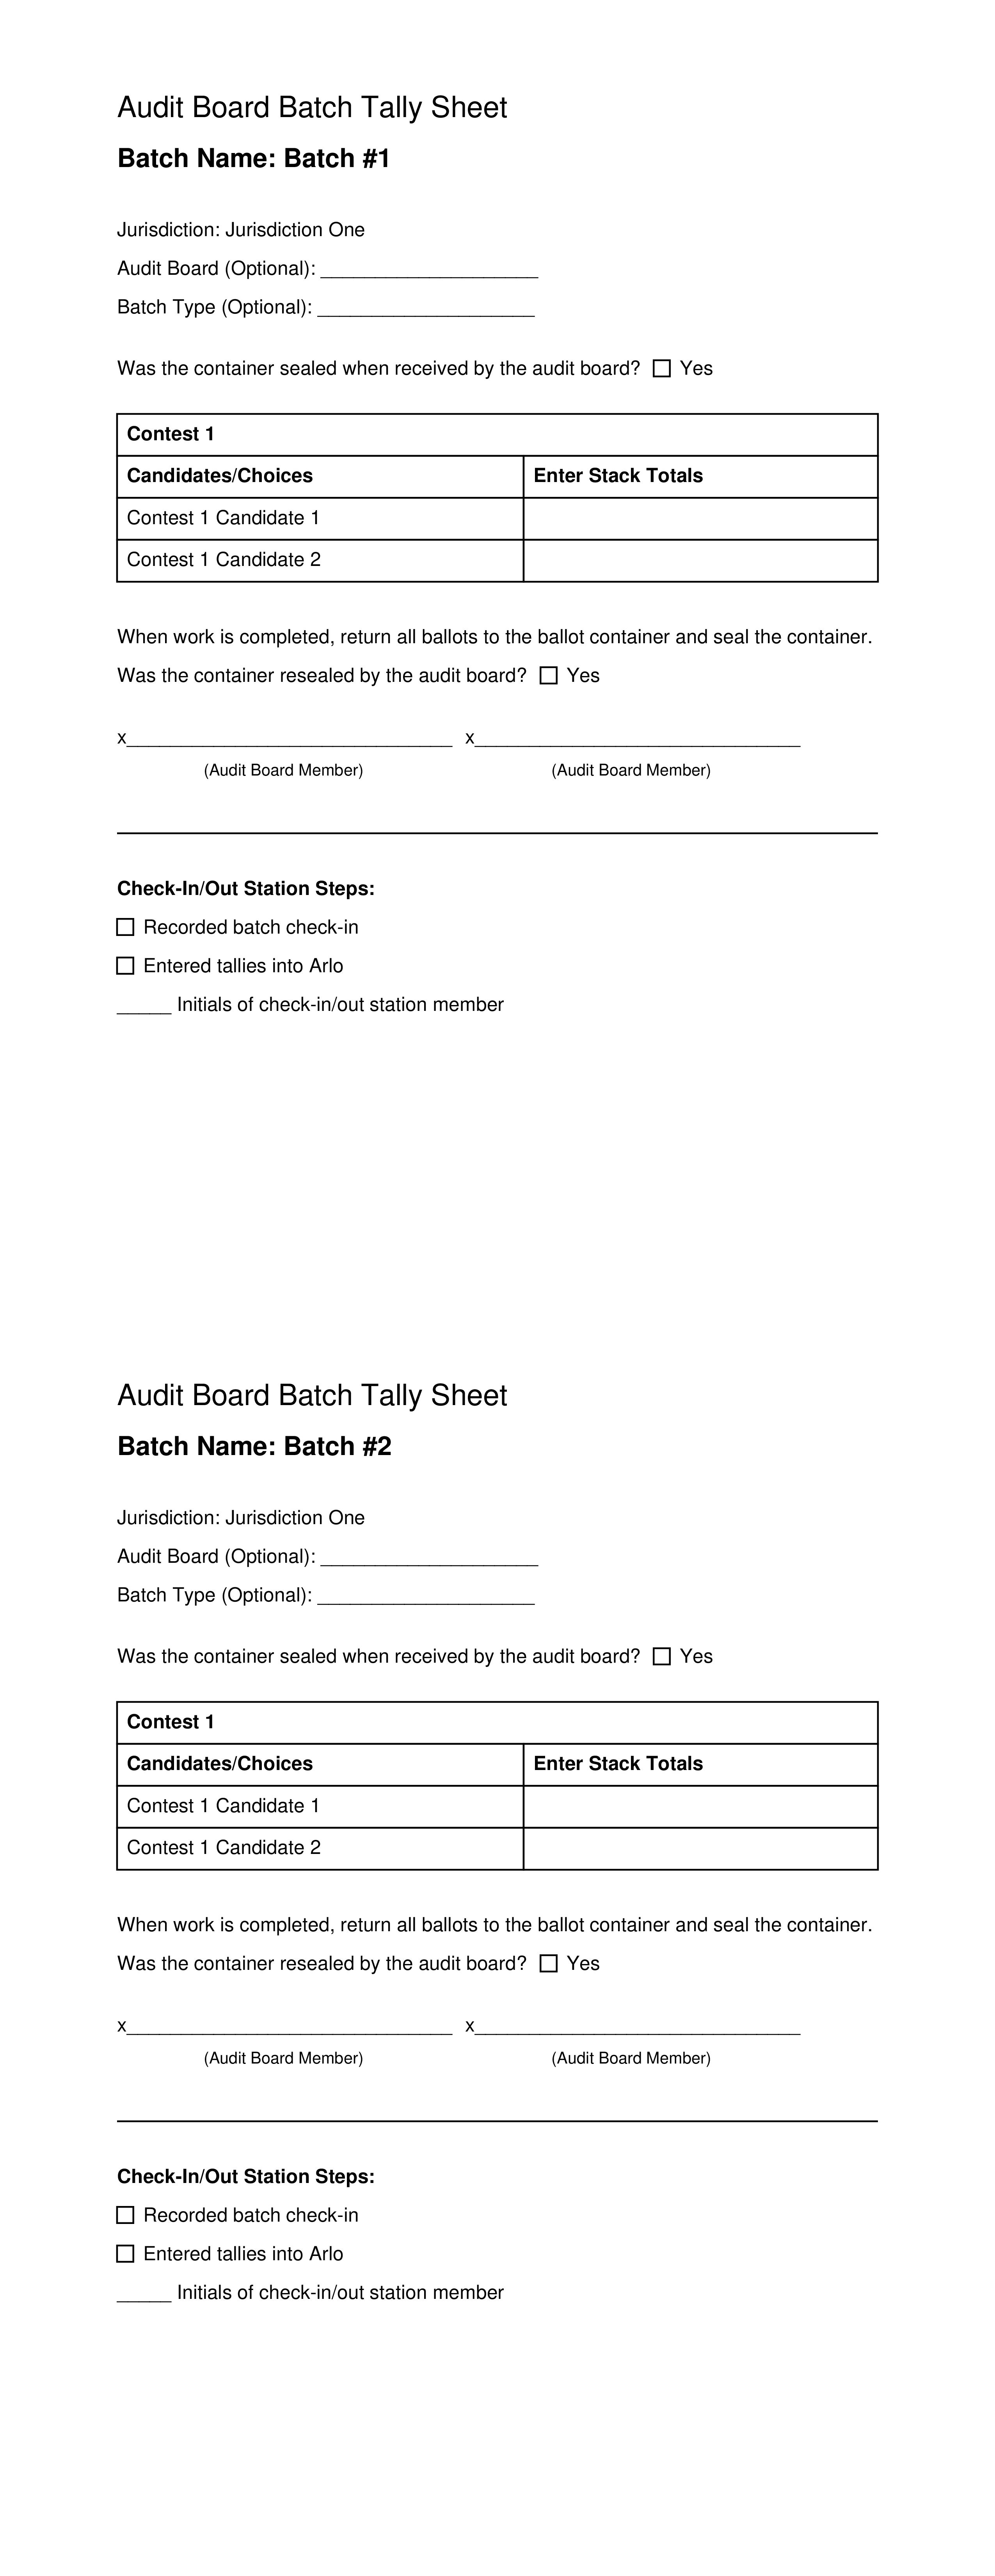 Audit Board Batch Tally Sheet
Batch Name: Batch #1
Jurisdiction: Jurisdiction One
Audit Board (Optional): ____________________
Batch Type (Optional): ____________________
Was the container sealed when received by the audit board? ☐ Yes
Contest 1
Candidates/Choices Enter Stack Totals
Contest 1 Candidate 1
Contest 1 Candidate 2
When work is completed, return all ballots to the ballot container and seal the container.
Was the container resealed by the audit board? ☐ Yes
x______________________________ x______________________________
(Audit Board Member) (Audit Board Member)
Check-In/Out Station Steps:
☐ Recorded batch check-in
☐ Entered tallies into Arlo
_____ Initials of check-in/out station member
Audit Board Batch Tally Sheet
Batch Name: Batch #2
Jurisdiction: Jurisdiction One
Audit Board (Optional): ____________________
Batch Type (Optional): ____________________
Was the container sealed when received by the audit board? ☐ Yes
Contest 1
Candidates/Choices Enter Stack Totals
Contest 1 Candidate 1
Contest 1 Candidate 2
When work is completed, return all ballots to the ballot container and seal the container.
Was the container resealed by the audit board? ☐ Yes
x______________________________ x______________________________
(Audit Board Member) (Audit Board Member)
Check-In/Out Station Steps:
☐ Recorded batch check-in
☐ Entered tallies into Arlo
_____ Initials of check-in/out station member